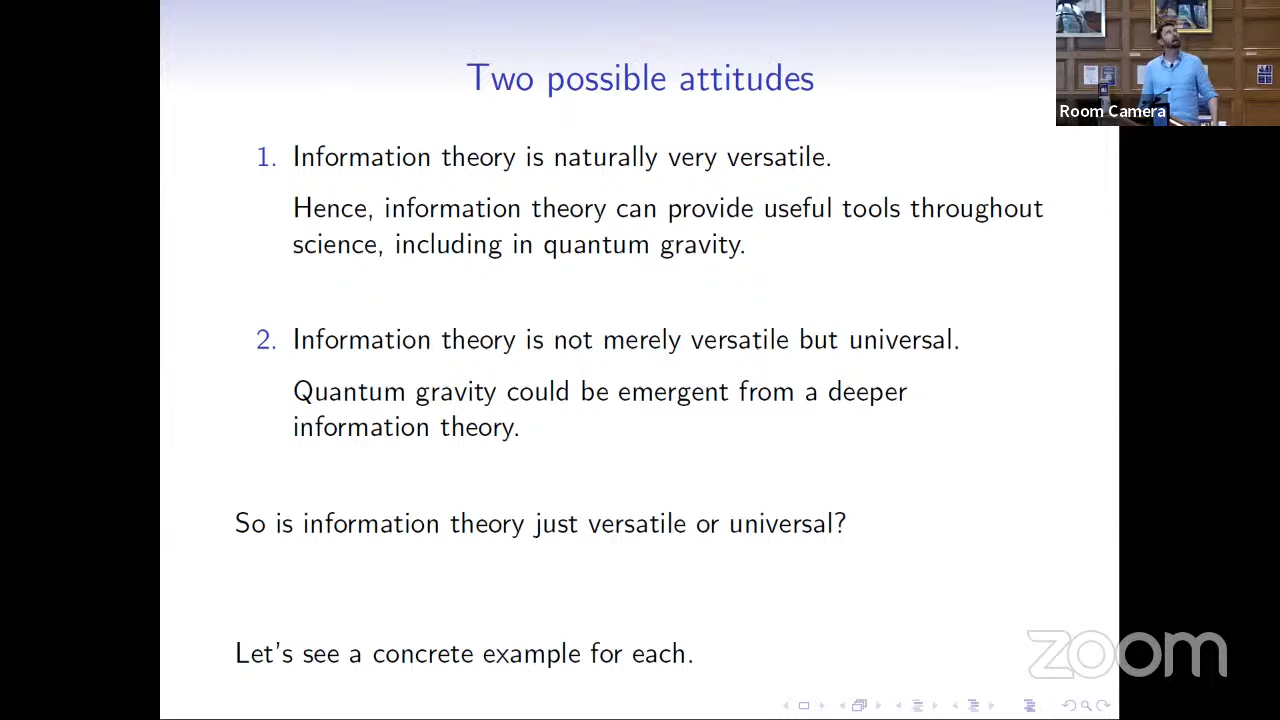 Two possible attitudes
1. Information theory is naturally very versatile.
Hence, information theory can provide useful tools throughout
science, including in quantum gravity.
2. Information theory is not merely versatile but universal.
Quantum gravity could be emergent from a deeper
information theory.
So is information theory just versatile or universal?
Let's see a concrete example for each.
Room Camera
zoom